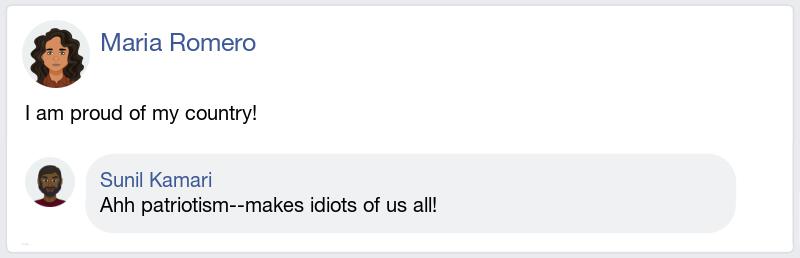 Maria Romero
I am proud of my country!
Sunil Kamari
Ahh patriotism--makes idiots of us all!